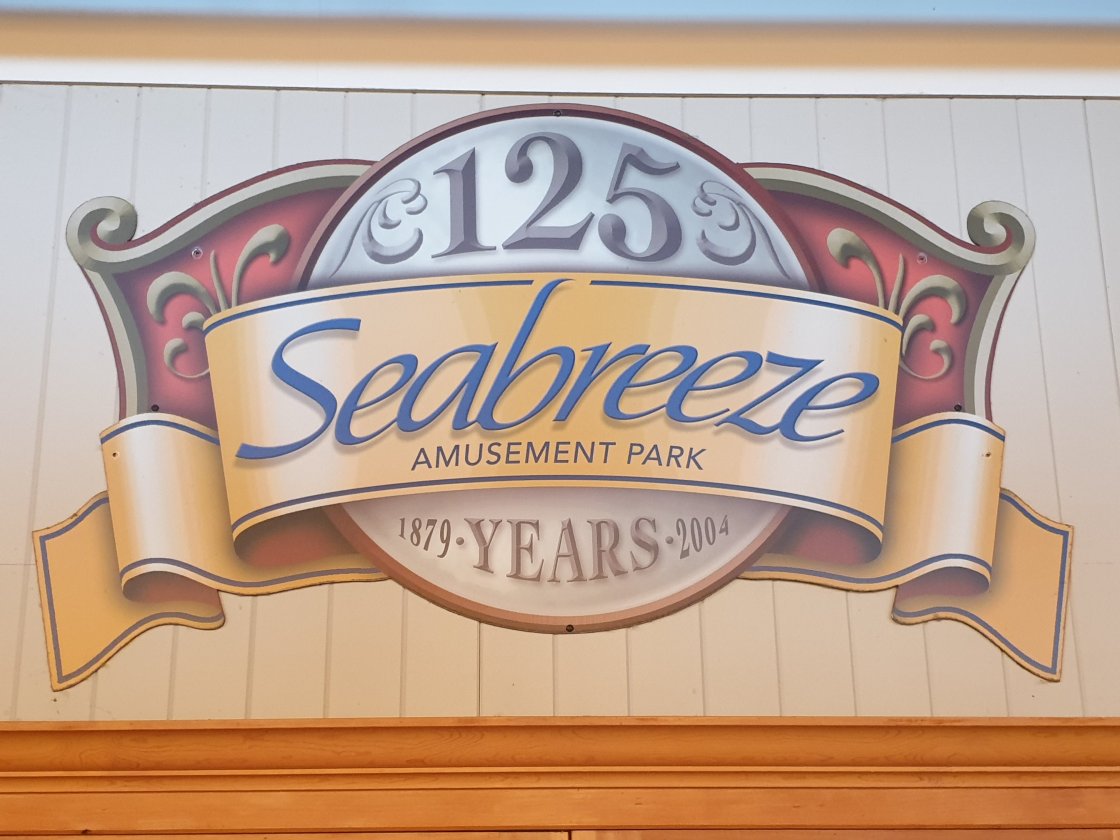 125
Seabreeze
AMUSEMENT PARK
1879·YEARS·2004